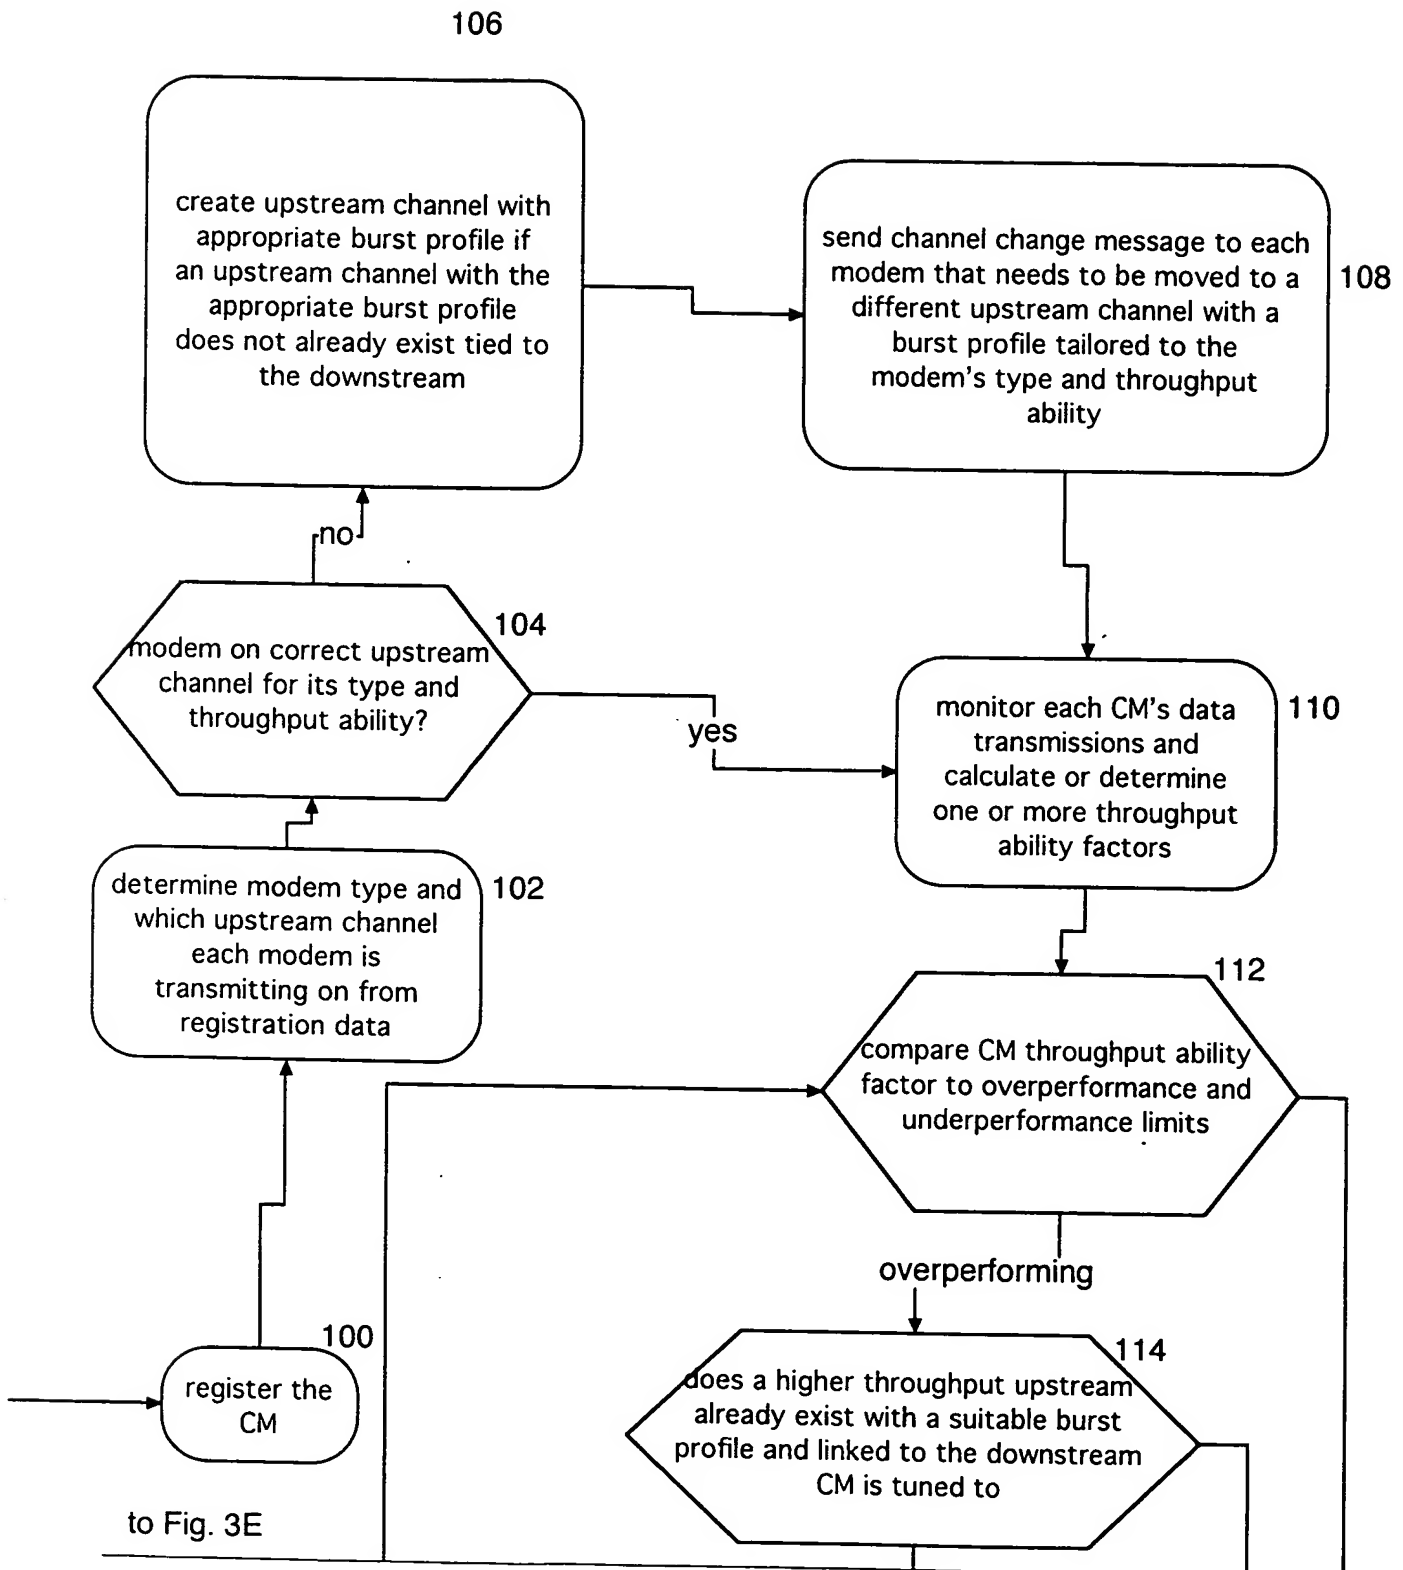 106
create upstream channel with
appropriate burst profile if
an upstream channel with the
appropriate burst profile
does not already exist tied to
the downstream
send channel change message to each
modem that needs to be moved to a
different upstream channel with a
burst profile tailored to the
modem's type and throughput
ability
108
no
104
modem on correct upstream
channel for its type and
throughput ability?
yes
monitor each CM's data
transmissions and
calculate or determine
one or more throughput
ability factors
110
determine modem type and
which upstream channel
each modem is
transmitting on from
registration data
102
112
compare CM throughput ability
factor to overperformance and
underperformance limits
overperforming
100
register the
CM
114
does a higher throughput upstream
already exist with a suitable burst
profile and linked to the downstream
CM is tuned to
to Fig. 3E